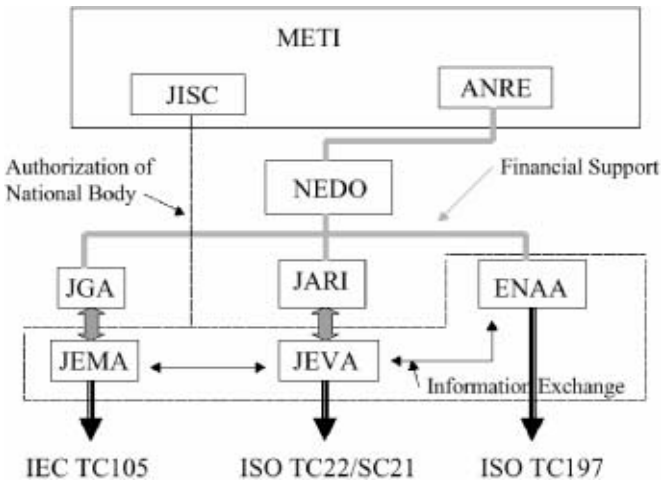 METI
JISC
ANRE
Authorization of
National Body
NEDO
Financial Support
JGA
JARI
ENAA
JEMA
JEVA
Information Exchange
IEC TC105
ISO TC22/SC21
ISO TC197